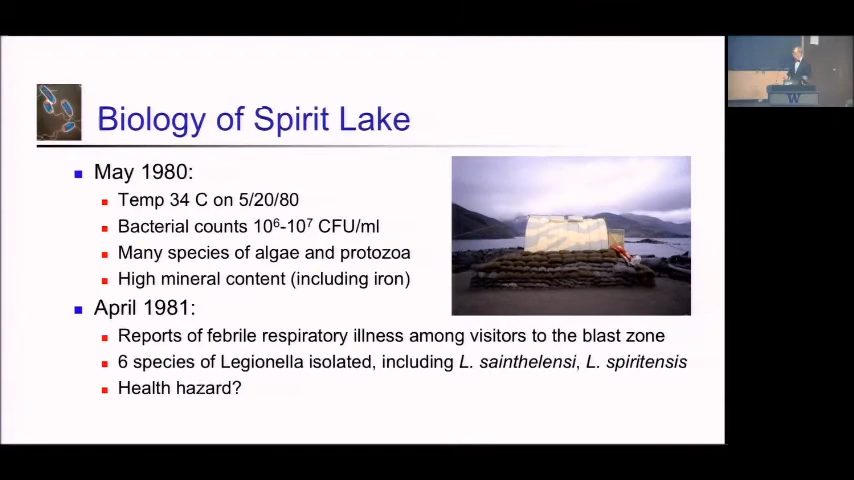 Biology of Spirit Lake
May 1980:
Temp 34 C on 5/20/80
Bacterial counts 10⁶-10⁷ CFU/ml
Many species of algae and protozoa
High mineral content (including iron)
April 1981:
Reports of febrile respiratory illness among visitors to the blast zone
6 species of Legionella isolated, including L. sainthelensi, L. spiritensis
Health hazard?
W